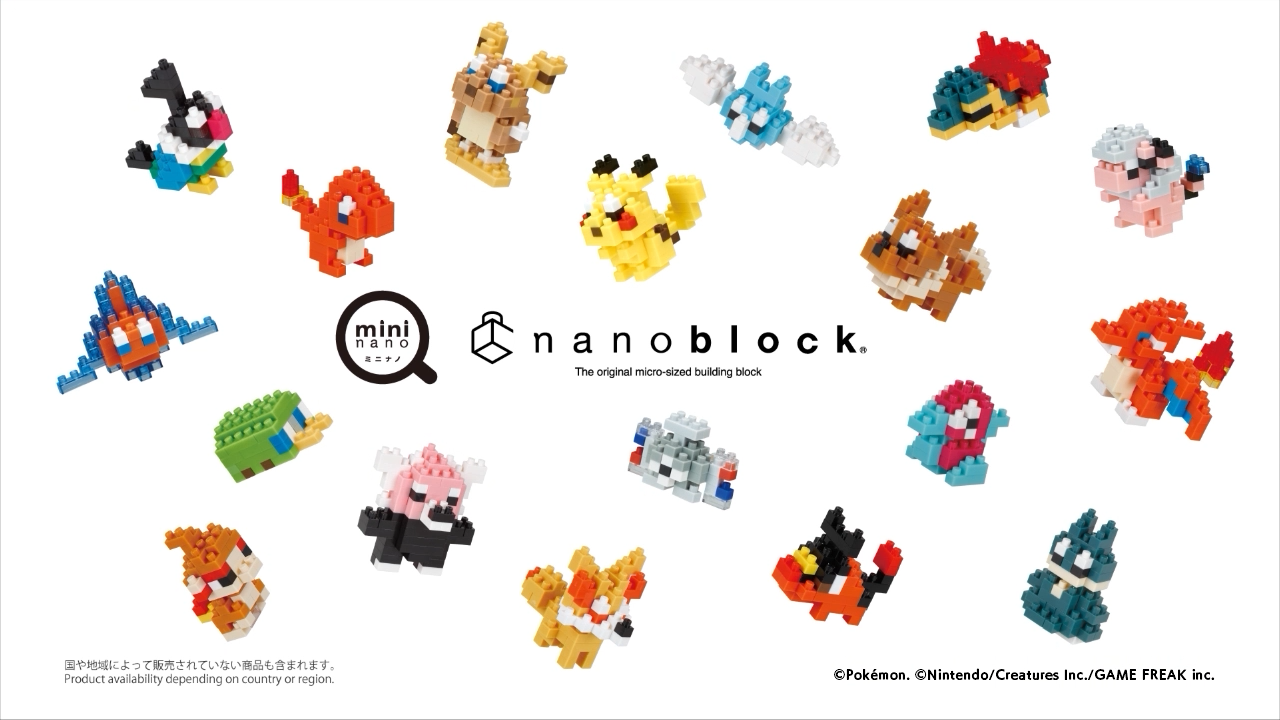 mini
nano
ミニナノ
nanoblock®
The original micro-sized building block
国や地域によって販売されていない商品も含まれます。
Product availability depending on country or region.
©Pokémon. ©Nintendo/Creatures Inc./GAME FREAK inc.